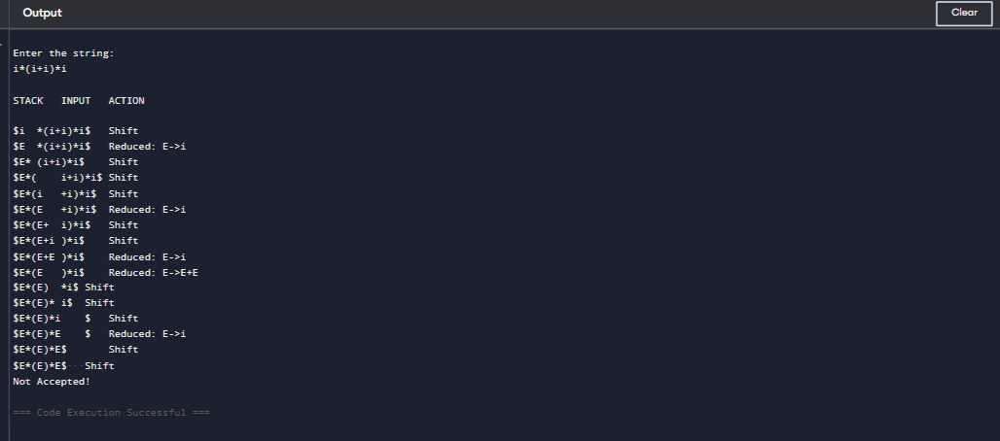 Output
Clear
Enter the string:
i*(i+i)*i
STACK   INPUT   ACTION
$i  *(i+i)*i$   Shift
$E  *(i+i)*i$   Reduced: E->i
$E* (i+i)*i$    Shift
$E*(    i+i)*i$ Shift
$E*(i   +i)*i$  Shift
$E*(E   +i)*i$  Reduced: E->i
$E*(E+  i)*i$   Shift
$E*(E+i )*i$    Shift
$E*(E+E )*i$    Reduced: E->i
$E*(E   )*i$    Reduced: E->E+E
$E*(E)  *i$ Shift
$E*(E)* i$  Shift
$E*(E)*i    $   Shift
$E*(E)*E    $   Reduced: E->i
$E*(E)*E$       Shift
$E*(E)*E$   Shift
Not Accepted!
=== Code Execution Successful ===